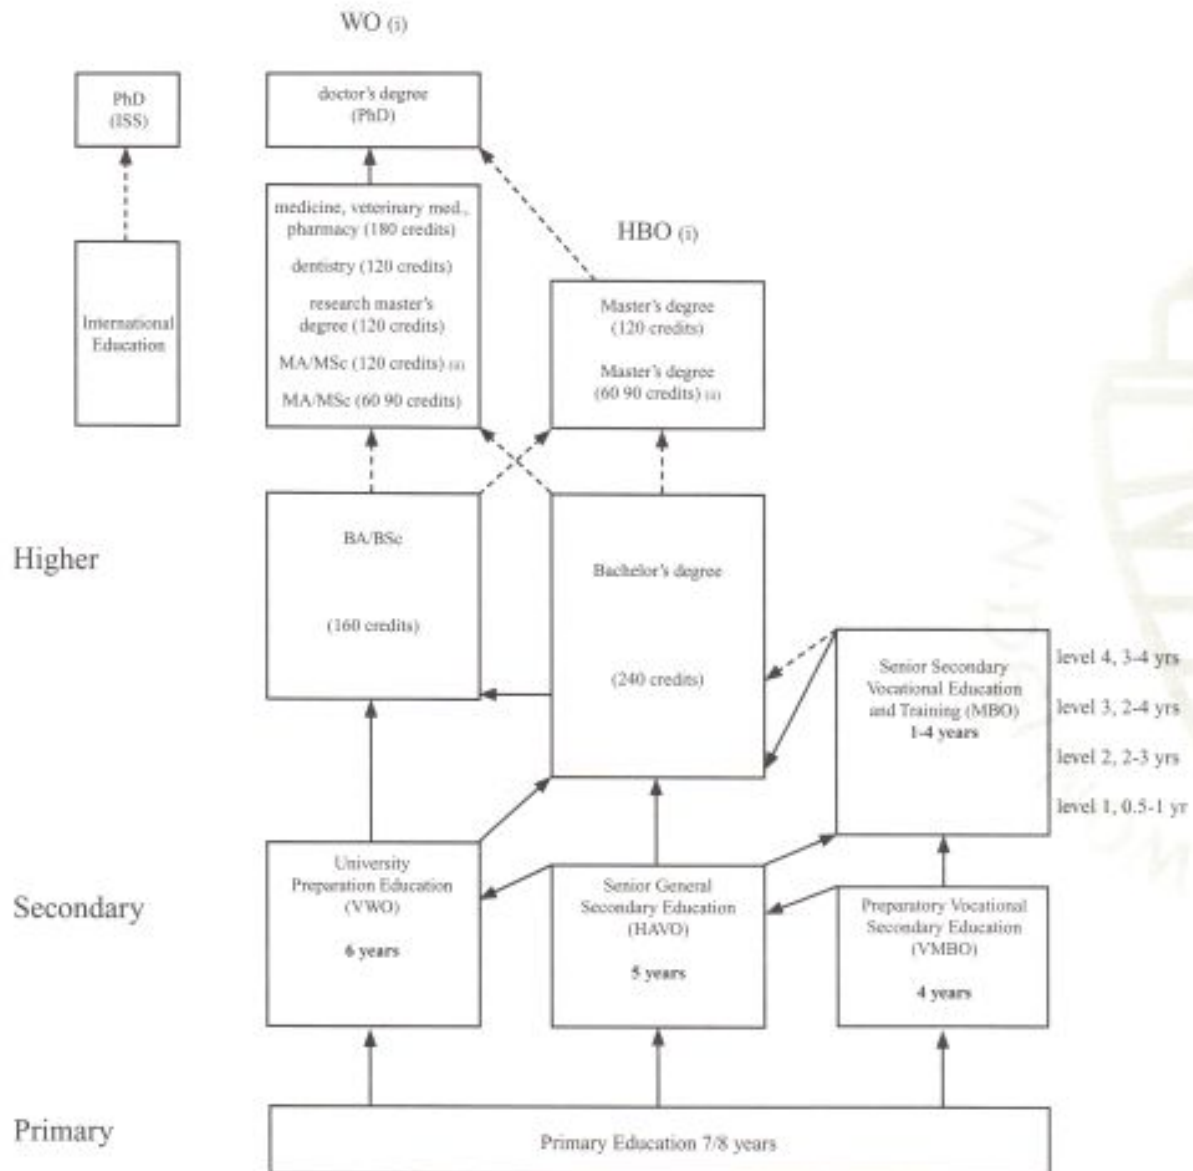 WO (i)
PhD
(ISS)
doctor's degree
(PhD)
medicine, veterinary med.,
pharmacy (180 credits)
dentistry (120 credits)
research master's
degree (120 credits)
MA/MSc (120 credits) (ii)
MA/MSc (60 90 credits)
International
Education
HBO (i)
Master's degree
(120 credits)
Master's degree
(60 90 credits) (ii)
Higher
BA/BSc
(160 credits)
Bachelor's degree
(240 credits)
Senior Secondary
Vocational Education
and Training (MBO)
1-4 years
level 4, 3-4 yrs
level 3, 2-4 yrs
level 2, 2-3 yrs
level 1, 0.5-1 yr
Secondary
University
Preparation Education
(VWO)
6 years
Senior General
Secondary Education
(HAVO)
5 years
Preparatory Vocational
Secondary Education
(VMBO)
4 years
Primary
Primary Education 7/8 years